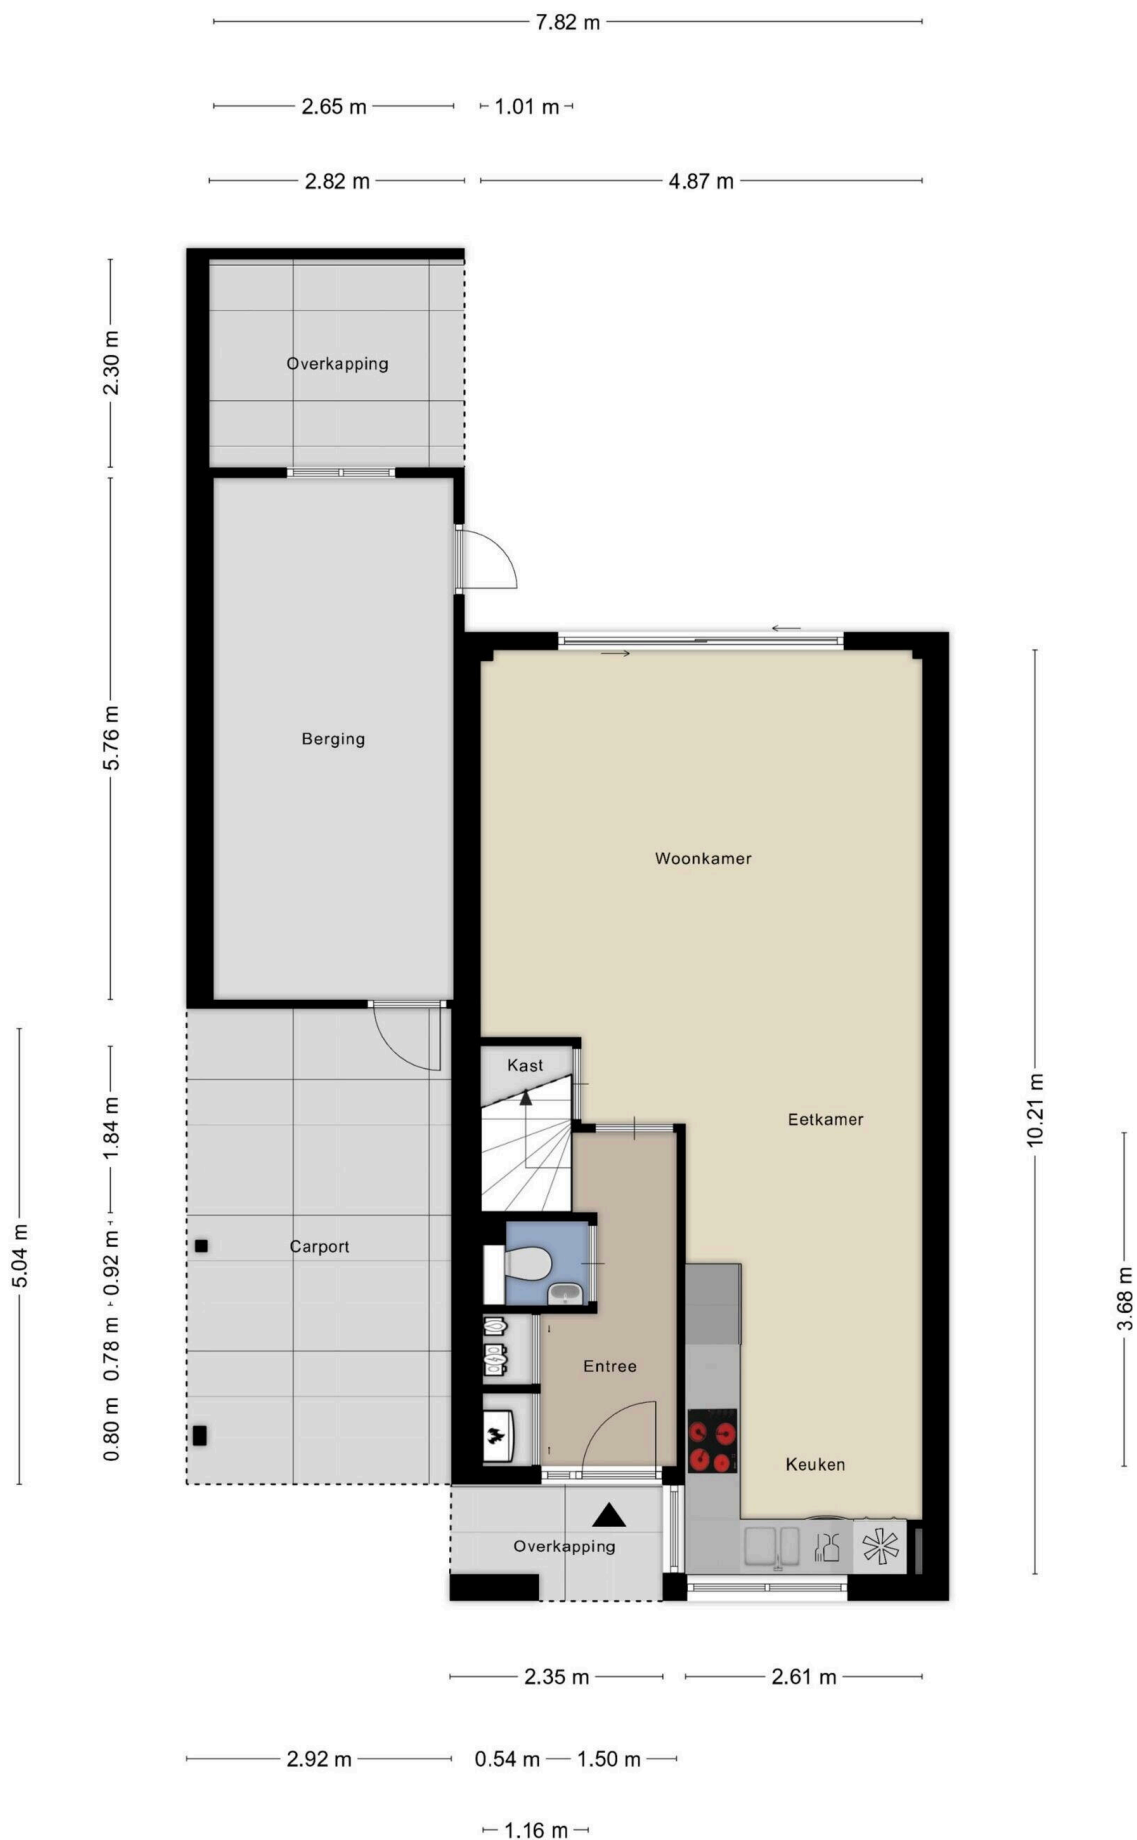 7.82 m
2.65 m
1.01 m
2.82 m
4.87 m
2.30 m
Overkapping
5.76 m
Berging
Woonkamer
10.21 m
Kast
1.84 m
Eetkamer
5.04 m
0.92 m
Carport
3.68 m
0.78 m
Entree
0.80 m
Keuken
Overkapping
2.35 m
2.61 m
2.92 m
0.54 m
1.50 m
1.16 m